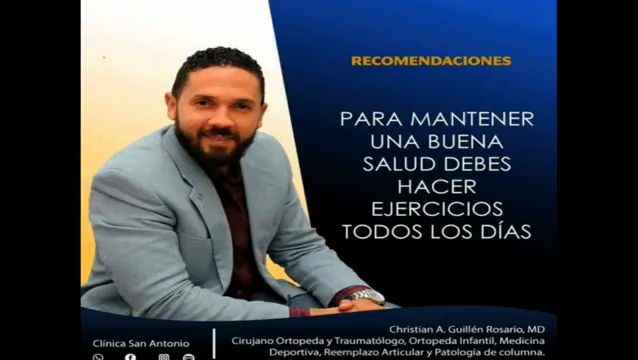 RECOMENDACIONES
PARA MANTENER
UNA BUENA
SALUD DEBES
HACER
EJERCICIOS
TODOS LOS DÍAS
Christian A. Guillén Rosario, MD
Cirujano Ortopeda y Traumatólogo, Ortopeda Infantil, Medicina
Deportiva, Reemplazo Articular y Patología de columna.
Clínica San Antonio